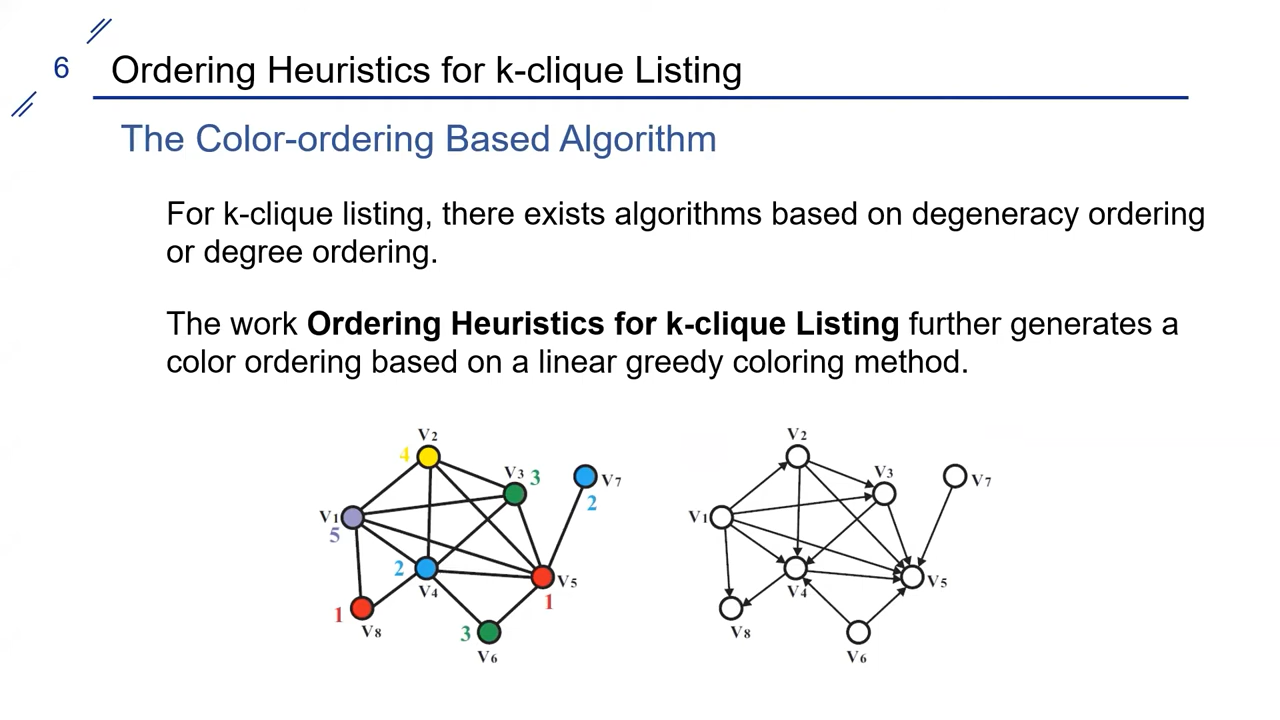 6
Ordering Heuristics for k-clique Listing
The Color-ordering Based Algorithm
For k-clique listing, there exists algorithms based on degeneracy ordering
or degree ordering.
The work Ordering Heuristics for k-clique Listing further generates a
color ordering based on a linear greedy coloring method.
V2
4
V3 3
V7
2
V1
5
2
V4
V5
1
1
V8
3
V6
V2
V3
V7
V1
V4
V5
V8
V6